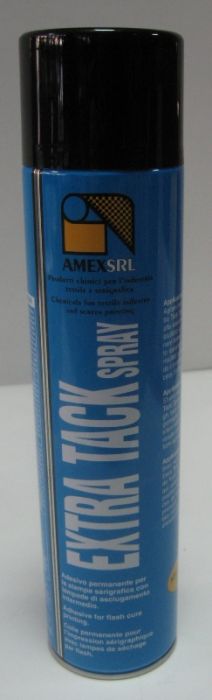 AMEXSRL
Prodotti chimici per l'industria
tessile e serigrafica
Chemicals for textile industry
and screen printing
EXTRA TACK
SPRAY
Adesivo permanente per
la stampa serigrafica con
lampade di asciugamento
intermedio.
Adhesive for flash cure
printing.
Colle permanente pour
l'impression sérigraphique
avec lampes de séchage
par flash.